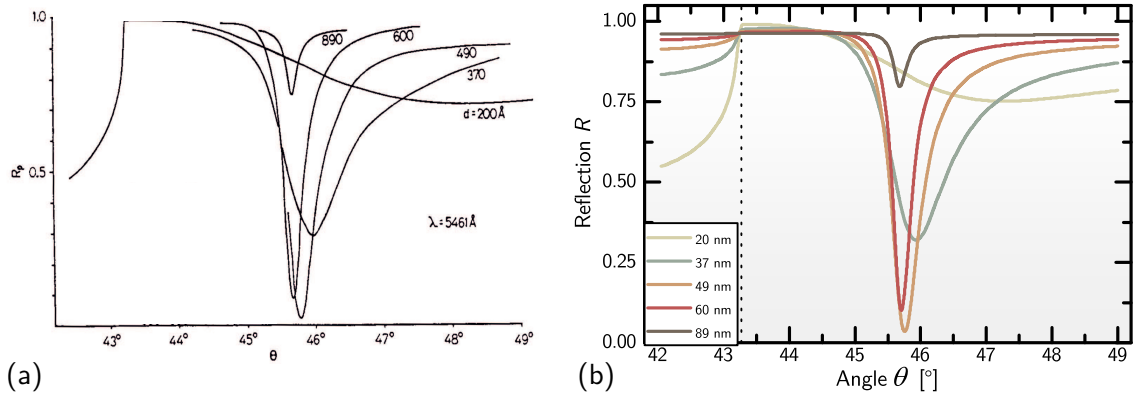 1.0
0.5
Rp
890
600
490
370
d=200Å
λ=5461Å
43° 44° 45° 46° 47° 48° 49°
θ
(a)
Reflection R
1.00
0.75
0.50
0.25
0.00
20 nm
37 nm
49 nm
60 nm
89 nm
42 43 44 45 46 47 48 49
Angle θ [°]
(b)